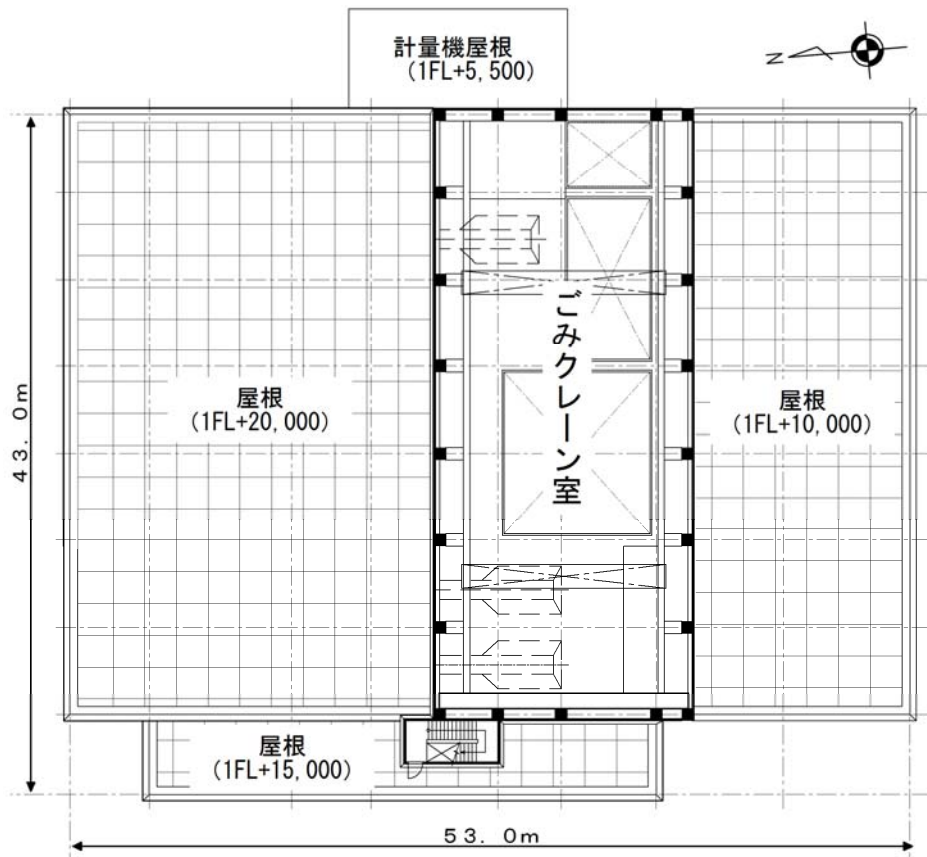 計量機屋根
(1FL+5,500)
N
屋根
(1FL+20,000)
ごみクレーン室
屋根
(1FL+10,000)
43.0m
屋根
(1FL+15,000)
53.0m